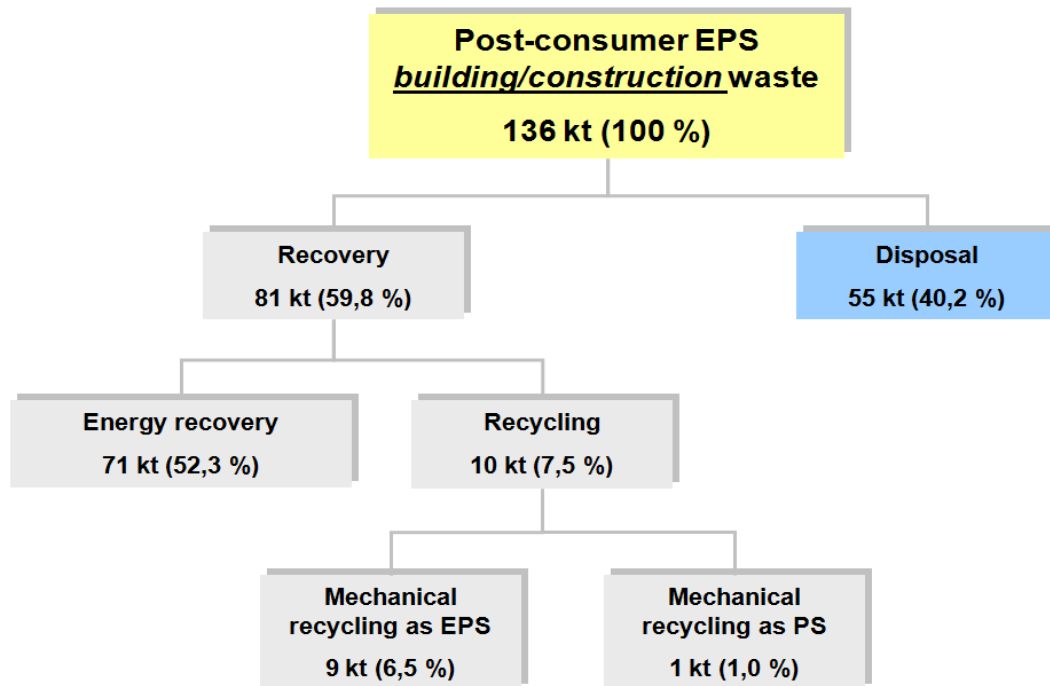 Post-consumer EPS
building/construction waste
136 kt (100 %)
Recovery
81 kt (59,8 %)
Disposal
55 kt (40,2 %)
Energy recovery
71 kt (52,3 %)
Recycling
10 kt (7,5 %)
Mechanical
recycling as EPS
9 kt (6,5 %)
Mechanical
recycling as PS
1 kt (1,0 %)